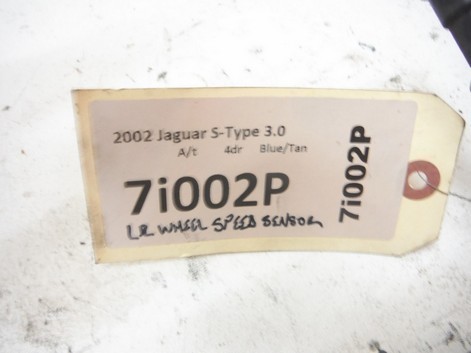 2002 Jaguar S-Type 3.0
A/t 4dr Blue/Tan
7i002P
LR WHEEL SPEED SENSOR
7i002P